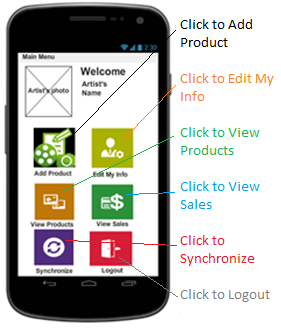 2:30
Main Menu
Welcome
Artist's
Name
Artist's photo
Add Product
Edit My Info
View Products
View Sales
Synchronize
Logout
Click to Add
Product
Click to Edit My
Info
Click to View
Products
Click to View
Sales
Click to
Synchronize
Click to Logout